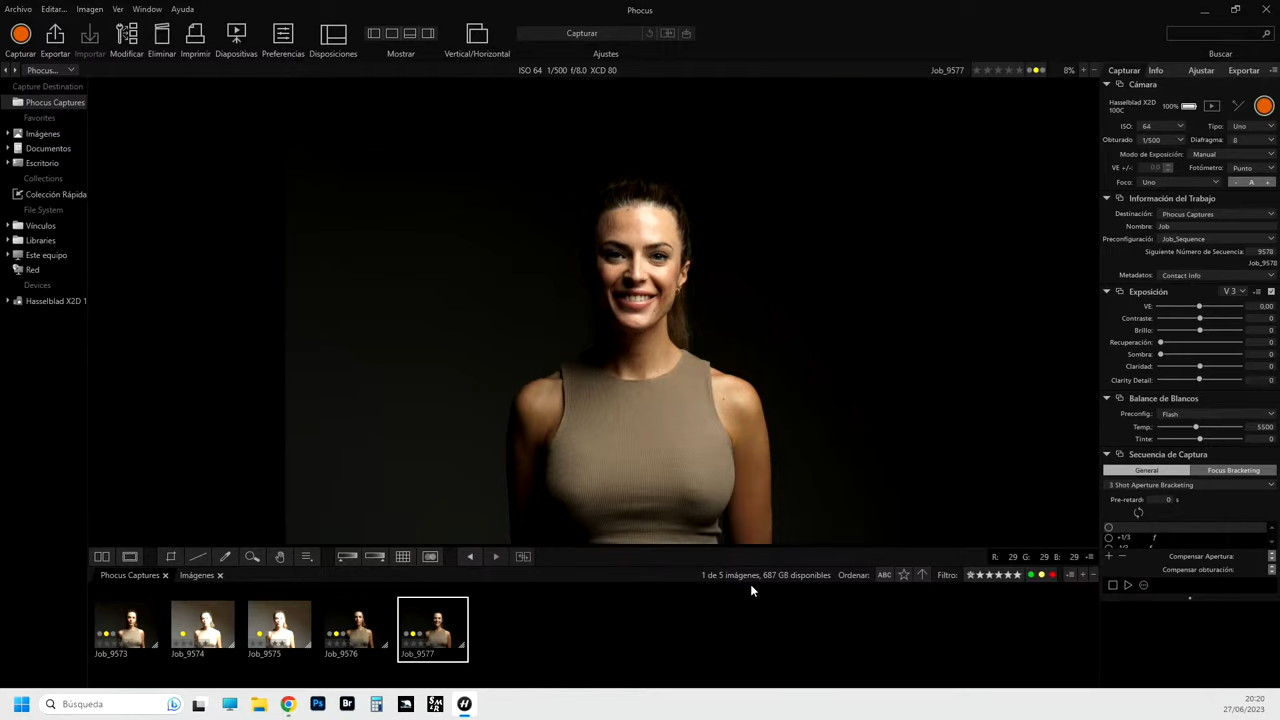 Archivo Editar... Imagen Ver Window Ayuda
Phocus
Capturar Exportar Importar Modificar Eliminar Imprimir Diapositivas Preferencias Disposiciones Mostrar Vertical/Horizontal
Capturar
Ajustes
Buscar
Phocus...
ISO 64 1/500 f/8.0 XCD 80
Job_9577
8% + −
Capture Destination
Phocus Captures
Favorites
Imágenes
Documentos
Escritorio
Collections
Colección Rápida
File System
Vínculos
Libraries
Este equipo
Red
Devices
Hasselblad X2D 1
Capturar Info Ajustar Exportar
Cámara
Hasselblad X2D
100C
100%
ISO: 64 Tipo: Uno
Obturado 1/500 Diafragma: 8
Modo de Exposición: Manual
VE +/-: 0.0 Fotómetro: Punto
Foco: Uno - A +
Información del Trabajo
Destinación: Phocus Captures
Nombre: Job
Preconfiguració Job_Sequence
Siguiente Número de Secuencia: 9578
Job_9578
Metadatos: Contact Info
Exposición V 3
VE: 0,00
Contraste: 0
Brillo: 0
Recuperación: 0
Sombra: 0
Claridad: 0
Clarity Detail: 0
Balance de Blancos
Preconfig.: Flash
Temp.: 5500
Tinte: 0
Secuencia de Captura
General Focus Bracketing
3 Shot Aperture Bracketing
Pre-retardo 0 s
+1/3 f
-1/3 f
+ − Compensar Apertura:
Compensar obturación:
R: 29 G: 29 B: 29
Phocus Captures × Imágenes ×
1 de 5 imágenes, 687 GB disponibles Ordenar: ABC Filtro:
Job_9573 Job_9574 Job_9575 Job_9576 Job_9577
Búsqueda
Ps Br
20:20
27/06/2023